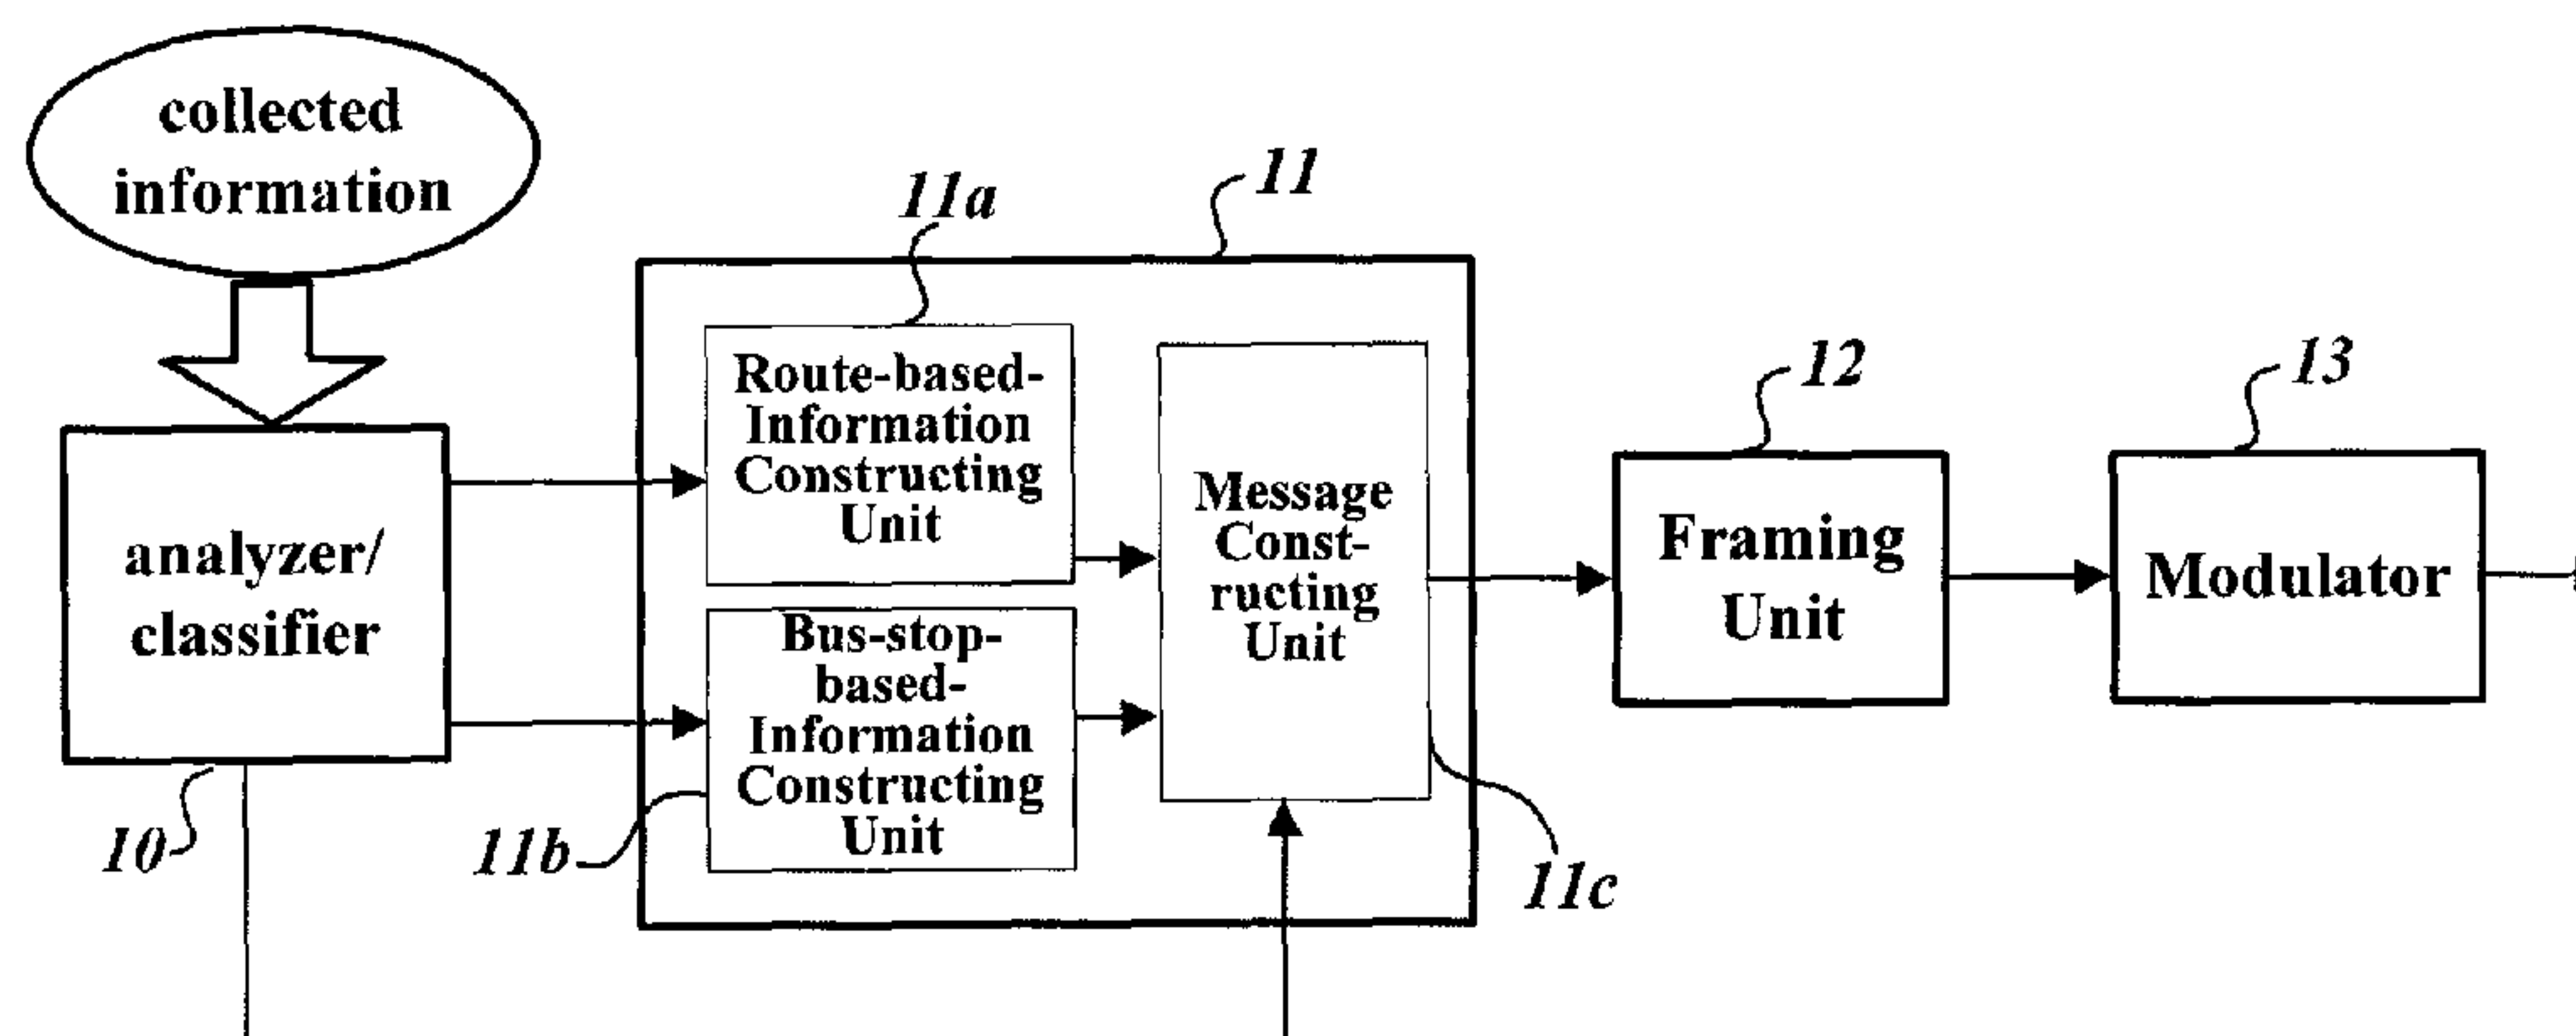 collected
information
11
11a
Route-based-
Information
Constructing
Unit
Bus-stop-
based-
Information
Constructing
Unit
11b
Message
Const-
ructing
Unit
11c
analyzer/
classifier
10
12
Framing
Unit
13
Modulator